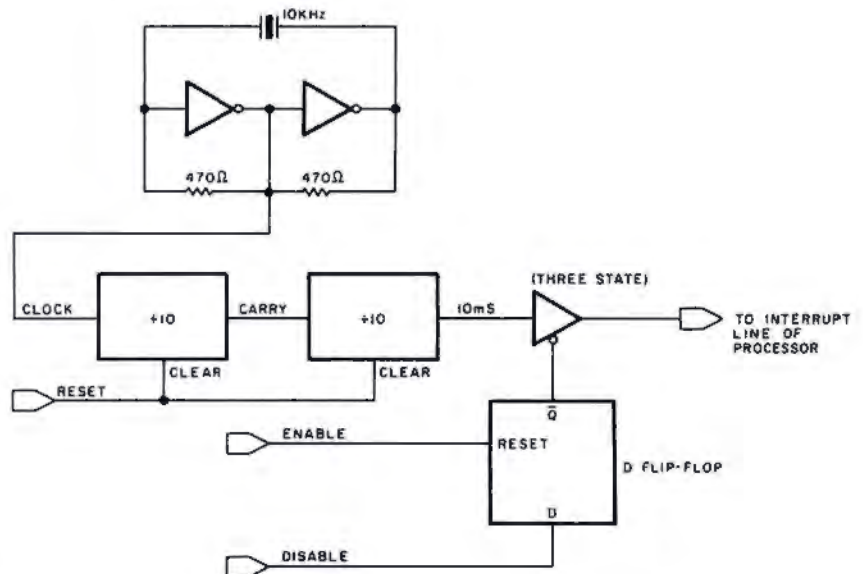 10KHz
470Ω
470Ω
(THREE STATE)
CLOCK
÷10
CARRY
÷10
10mS
TO INTERRUPT
LINE OF
PROCESSOR
CLEAR
CLEAR
RESET
Q̅
ENABLE
RESET
D FLIP-FLOP
D
DISABLE